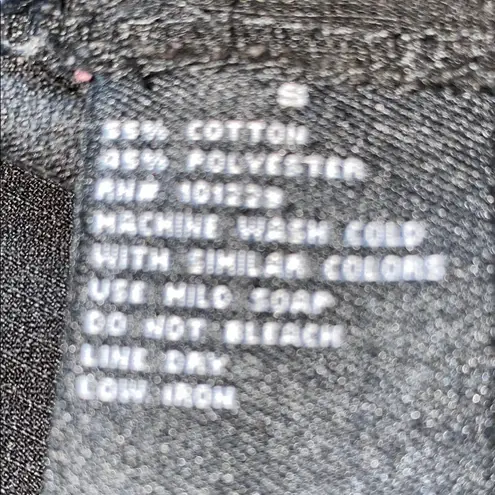 S
55% COTTON
45% POLYESTER
RN# 101229
MACHINE WASH COLD
WITH SIMILAR COLORS
USE MILD SOAP
DO NOT BLEACH
LINE DRY
LOW IRON